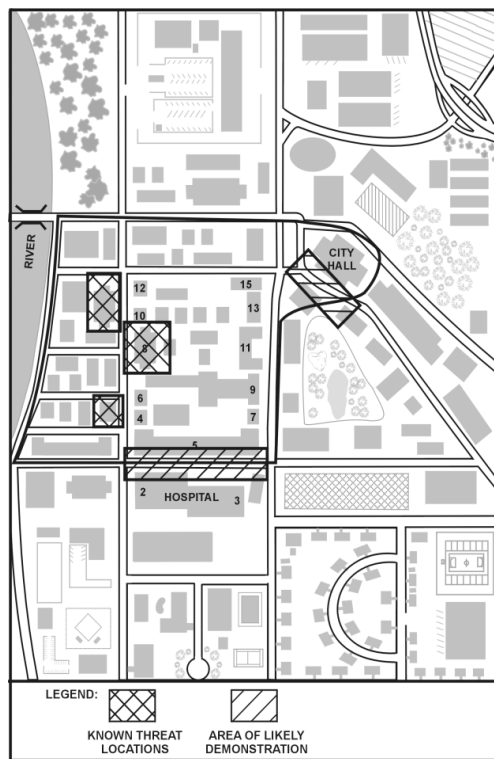 RIVER
CITY
HALL
12
15
10
13
8
11
6
9
4
7
5
2
HOSPITAL
3
LEGEND:
KNOWN THREAT
LOCATIONS
AREA OF LIKELY
DEMONSTRATION